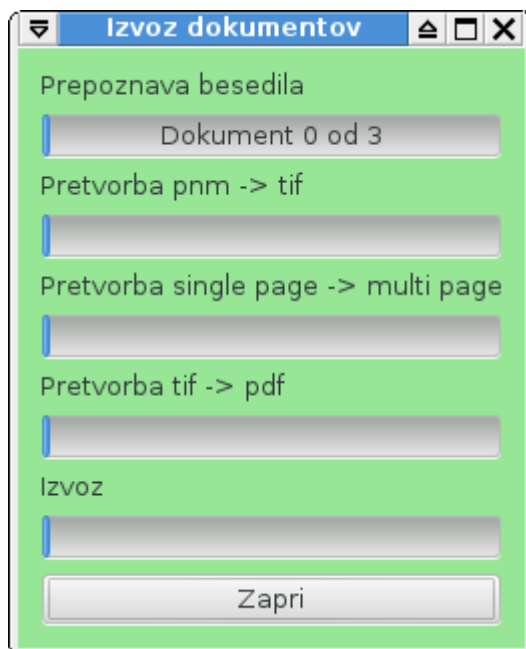 Izvoz dokumentov
Prepoznava besedila
Dokument 0 od 3
Pretvorba pnm -> tif
Pretvorba single page -> multi page
Pretvorba tif -> pdf
Izvoz
Zapri